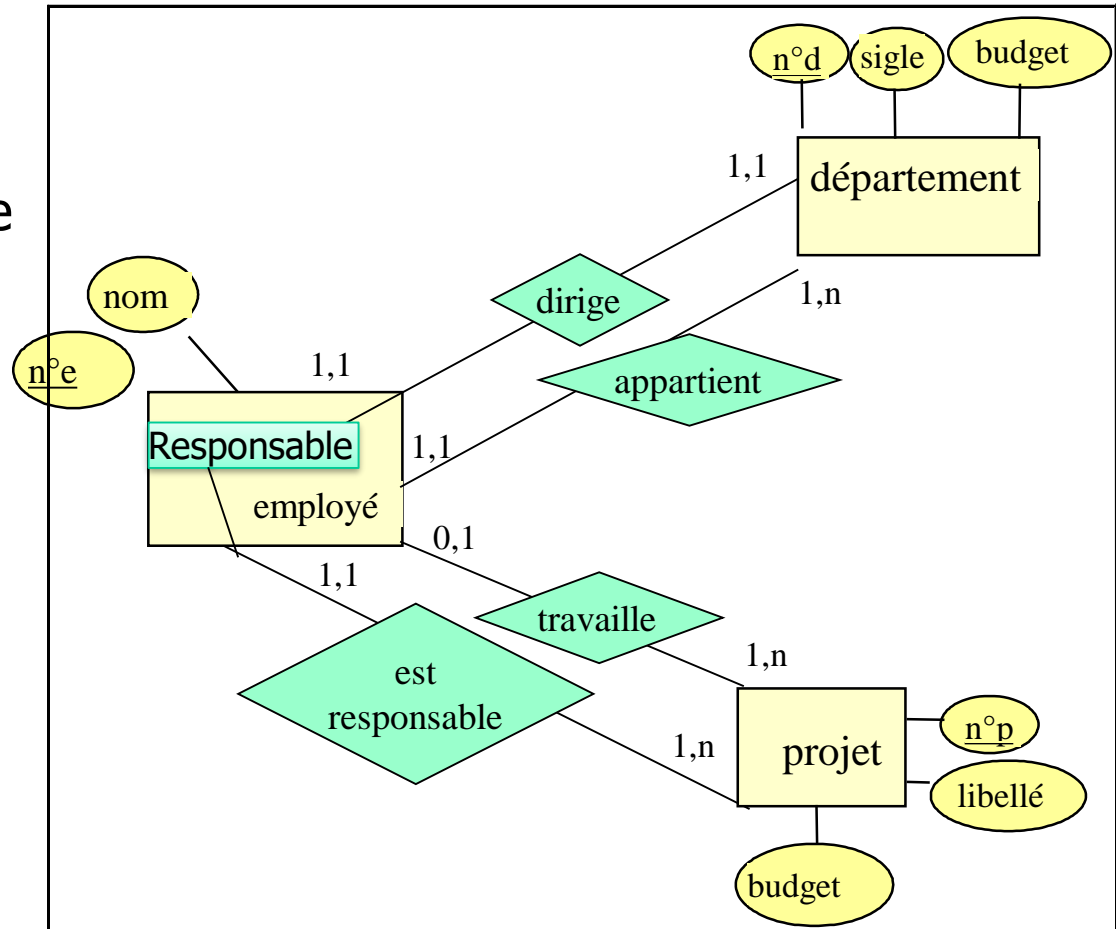 n°d
sigle
budget
département
1,1
e
nom
dirige
1,n
n°e
1,1
appartient
Responsable
1,1
employé
0,1
1,1
travaille
1,n
est
responsable
1,n
projet
n°p
libellé
budget